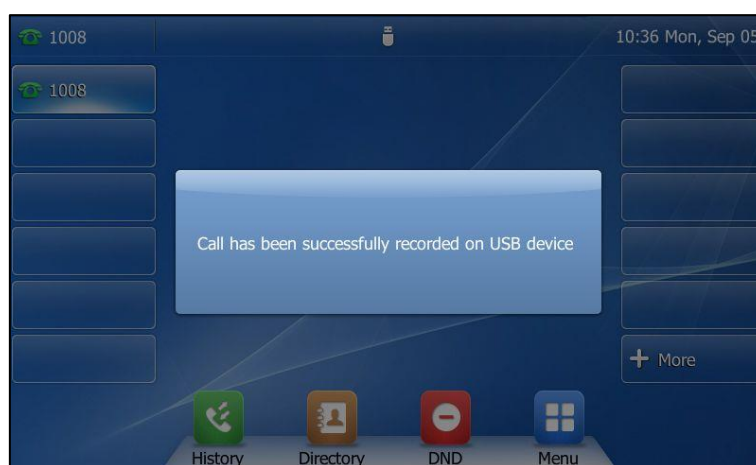 1008
10:36 Mon, Sep 05
1008
Call has been successfully recorded on USB device
More
History
Directory
DND
Menu